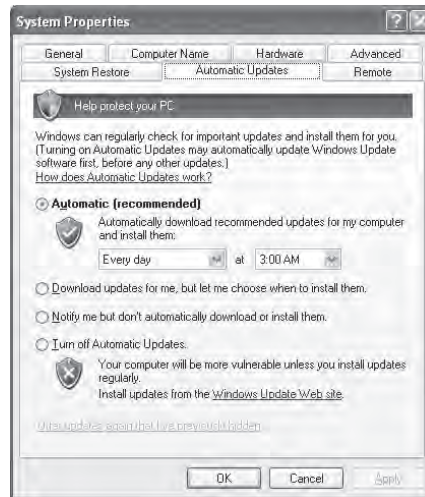 System Properties
General Computer Name Hardware Advanced
System Restore Automatic Updates Remote
Help protect your PC
Windows can regularly check for important updates and install them for you.
(Turning on Automatic Updates may automatically update Windows Update
software first, before any other updates.)
How does Automatic Updates work?
Automatic (recommended)
Automatically download recommended updates for my computer
and install them:
Every day at 3:00 AM
Download updates for me, but let me choose when to install them.
Notify me but don't automatically download or install them.
Turn off Automatic Updates.
Your computer will be more vulnerable unless you install updates
regularly.
Install updates from the Windows Update Web site.
OK Cancel Apply